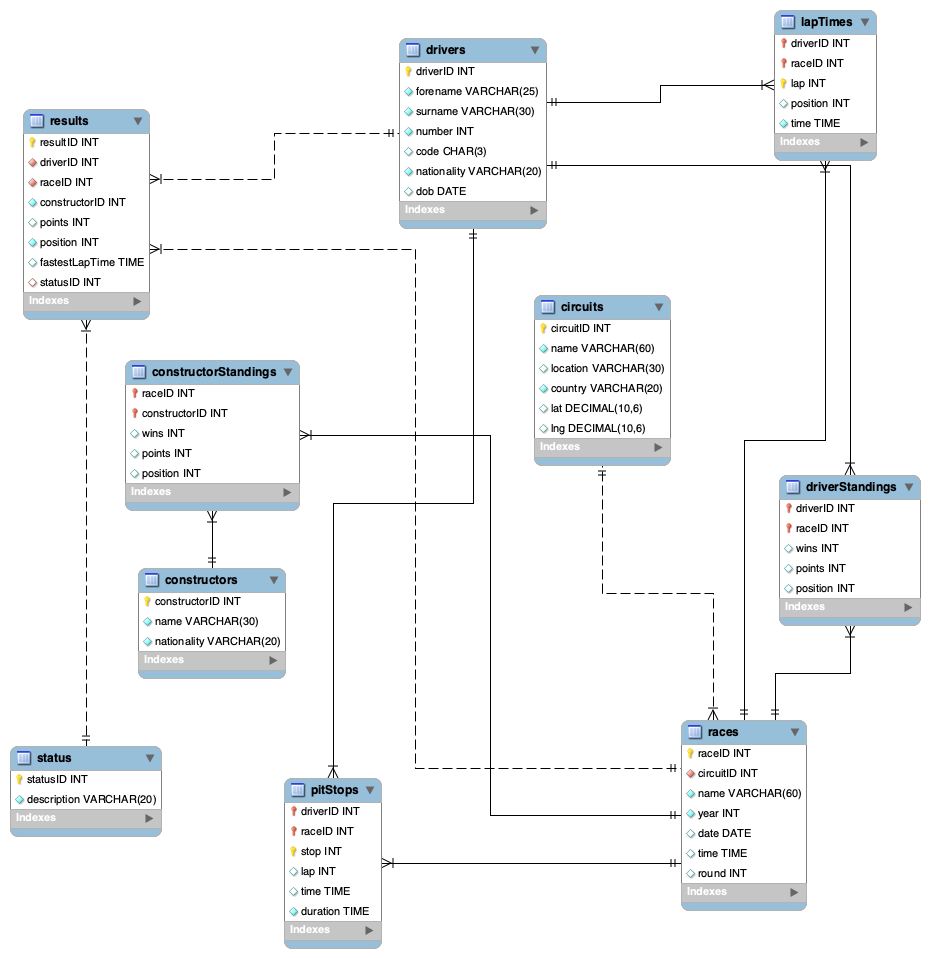 lapTimes
driverID INT
raceID INT
lap INT
position INT
time TIME
Indexes
drivers
driverID INT
forename VARCHAR(25)
surname VARCHAR(30)
number INT
code CHAR(3)
nationality VARCHAR(20)
dob DATE
Indexes
results
resultID INT
driverID INT
raceID INT
constructorID INT
points INT
position INT
fastestLapTime TIME
statusID INT
Indexes
circuits
circuitID INT
name VARCHAR(60)
location VARCHAR(30)
country VARCHAR(20)
lat DECIMAL(10,6)
lng DECIMAL(10,6)
Indexes
constructorStandings
raceID INT
constructorID INT
wins INT
points INT
position INT
Indexes
driverStandings
driverID INT
raceID INT
wins INT
points INT
position INT
Indexes
constructors
constructorID INT
name VARCHAR(30)
nationality VARCHAR(20)
Indexes
races
raceID INT
circuitID INT
name VARCHAR(60)
year INT
date DATE
time TIME
round INT
Indexes
status
statusID INT
description VARCHAR(20)
Indexes
pitStops
driverID INT
raceID INT
stop INT
lap INT
time TIME
duration TIME
Indexes